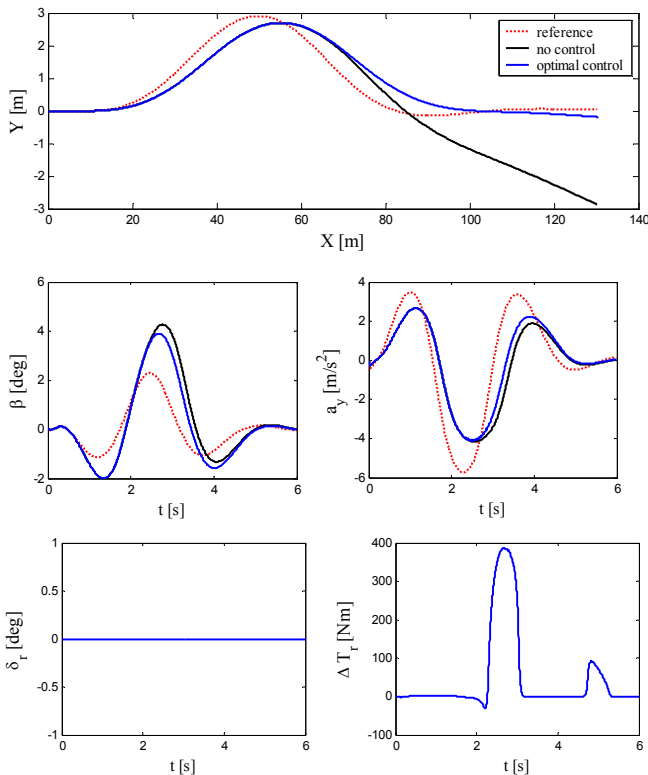 3
2
1
0
-1
-2
-3
Y [m]
reference
no control
optimal control
0 20 40 60 80 100 120 140
X [m]
6
4
2
0
-2
β [deg]
0 2 4 6
t [s]
4
2
0
-2
-4
-6
a_y [m/s²]
0 2 4 6
t [s]
1
0.5
0
-0.5
-1
δ_r [deg]
0 2 4 6
t [s]
400
300
200
100
0
-100
Δ T_r [Nm]
0 2 4 6
t [s]